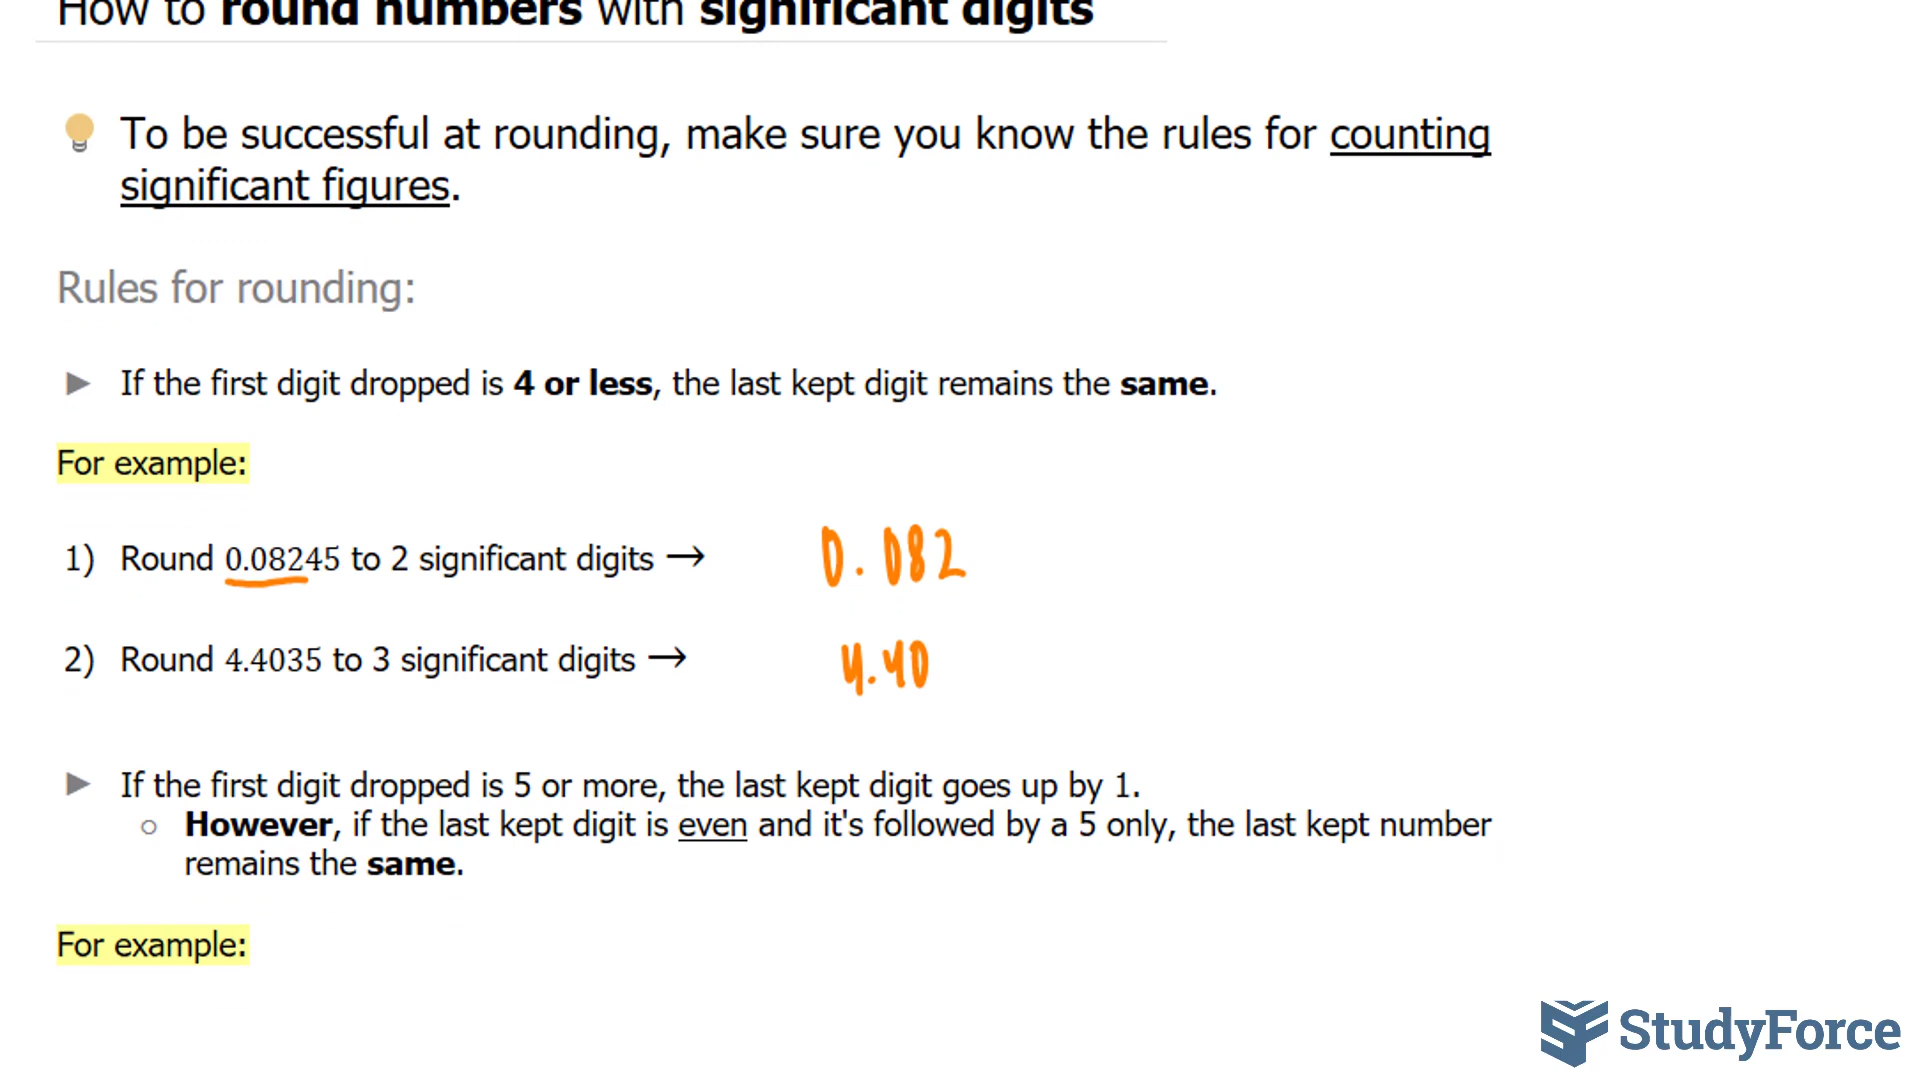 How to round numbers with significant digits
To be successful at rounding, make sure you know the rules for counting
significant figures.
Rules for rounding:
► If the first digit dropped is 4 or less, the last kept digit remains the same.
For example:
1) Round 0.08245 to 2 significant digits → 0.082
2) Round 4.4035 to 3 significant digits → 4.40
► If the first digit dropped is 5 or more, the last kept digit goes up by 1.
○ However, if the last kept digit is even and it's followed by a 5 only, the last kept number
remains the same.
For example:
StudyForce